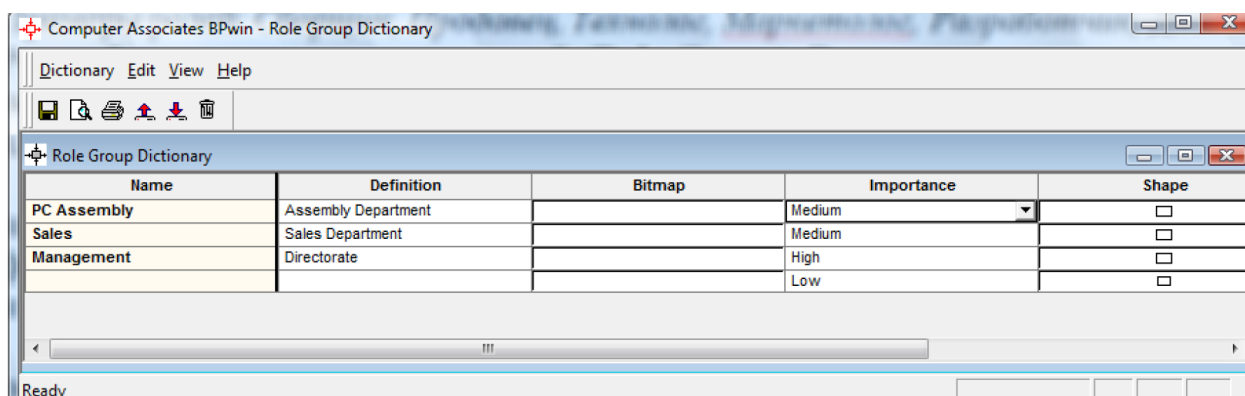 Computer Associates BPwin - Role Group Dictionary
Dictionary Edit View Help
Role Group Dictionary
Name Definition Bitmap Importance Shape
PC Assembly Assembly Department Medium
Sales Sales Department Medium
Management Directorate High
Low
Ready